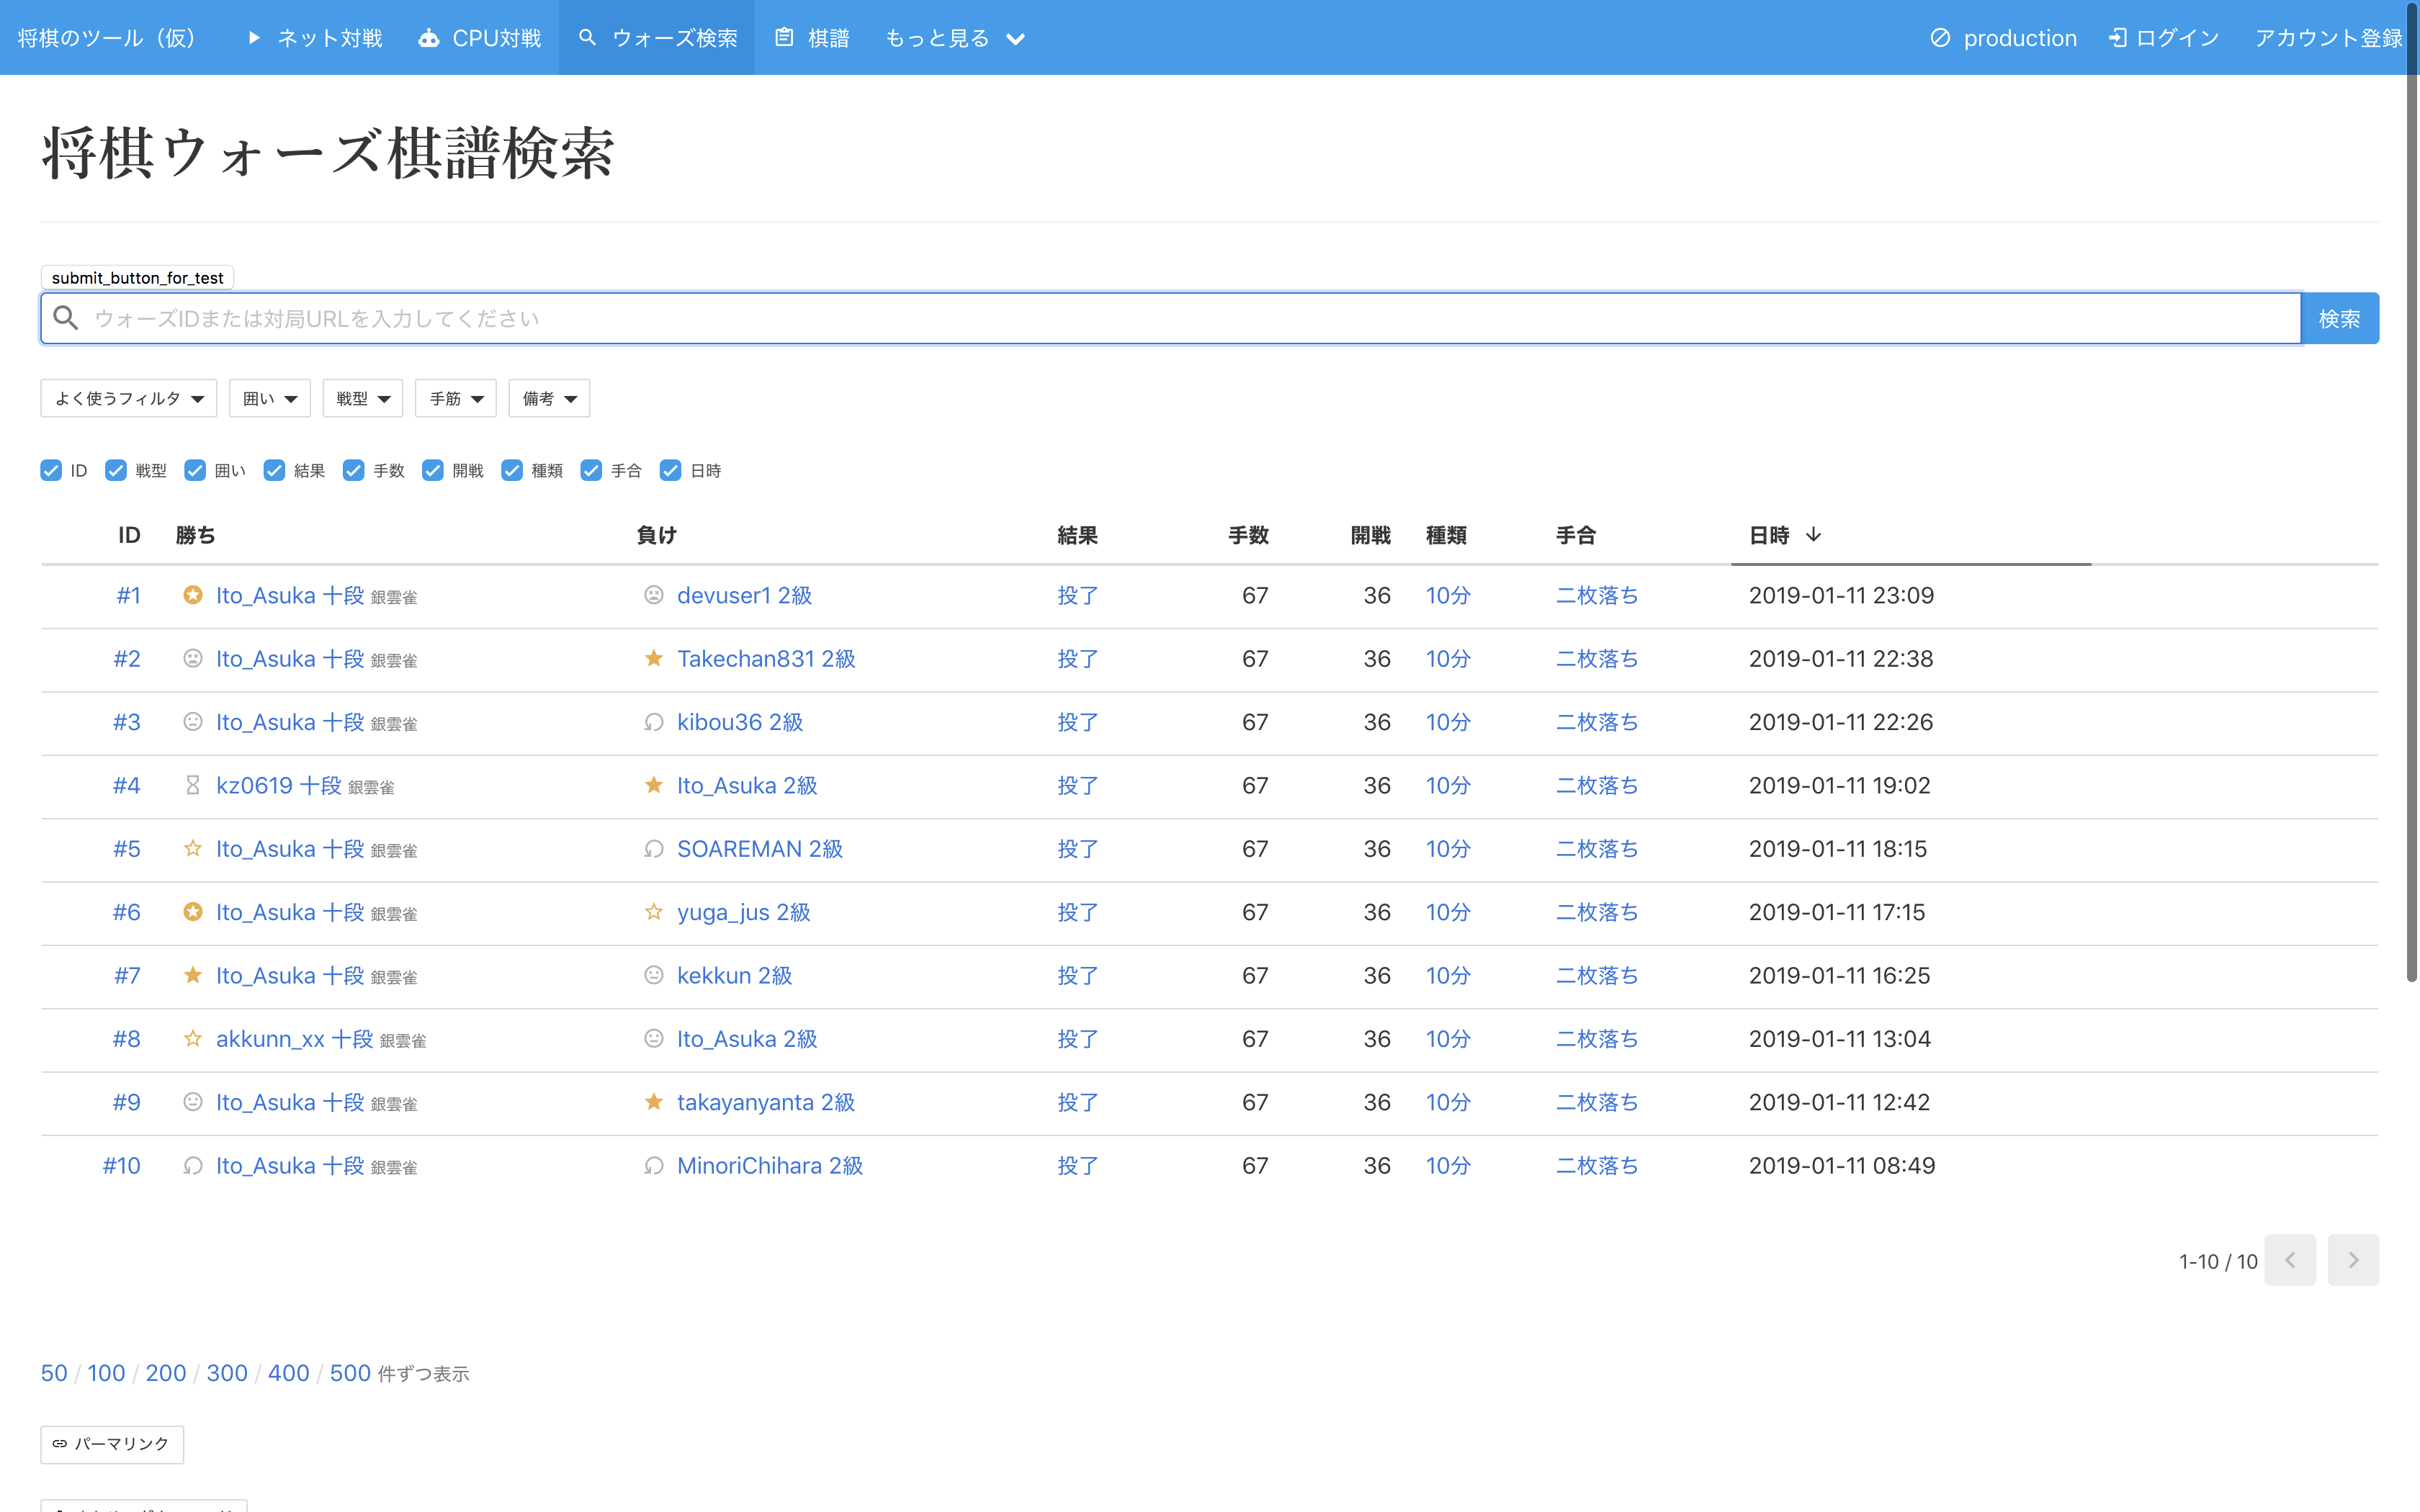 将棋のツール（仮） ネット対戦 CPU対戦 ウォーズ検索 棋譜 もっと見る production ログイン アカウント登録
将棋ウォーズ棋譜検索
submit_button_for_test
ウォーズIDまたは対局URLを入力してください 検索
よく使うフィルタ 囲い 戦型 手筋 備考
ID 戦型 囲い 結果 手数 開戦 種類 手合 日時
ID 勝ち 負け 結果 手数 開戦 種類 手合 日時
#1 Ito_Asuka 十段 銀雲雀 devuser1 2級 投了 67 36 10分 二枚落ち 2019-01-11 23:09
#2 Ito_Asuka 十段 銀雲雀 Takechan831 2級 投了 67 36 10分 二枚落ち 2019-01-11 22:38
#3 Ito_Asuka 十段 銀雲雀 kibou36 2級 投了 67 36 10分 二枚落ち 2019-01-11 22:26
#4 kz0619 十段 銀雲雀 Ito_Asuka 2級 投了 67 36 10分 二枚落ち 2019-01-11 19:02
#5 Ito_Asuka 十段 銀雲雀 SOAREMAN 2級 投了 67 36 10分 二枚落ち 2019-01-11 18:15
#6 Ito_Asuka 十段 銀雲雀 yuga_jus 2級 投了 67 36 10分 二枚落ち 2019-01-11 17:15
#7 Ito_Asuka 十段 銀雲雀 kekkun 2級 投了 67 36 10分 二枚落ち 2019-01-11 16:25
#8 akkunn_xx 十段 銀雲雀 Ito_Asuka 2級 投了 67 36 10分 二枚落ち 2019-01-11 13:04
#9 Ito_Asuka 十段 銀雲雀 takayanyanta 2級 投了 67 36 10分 二枚落ち 2019-01-11 12:42
#10 Ito_Asuka 十段 銀雲雀 MinoriChihara 2級 投了 67 36 10分 二枚落ち 2019-01-11 08:49
1-10 / 10
50 / 100 / 200 / 300 / 400 / 500 件ずつ表示
パーマリンク